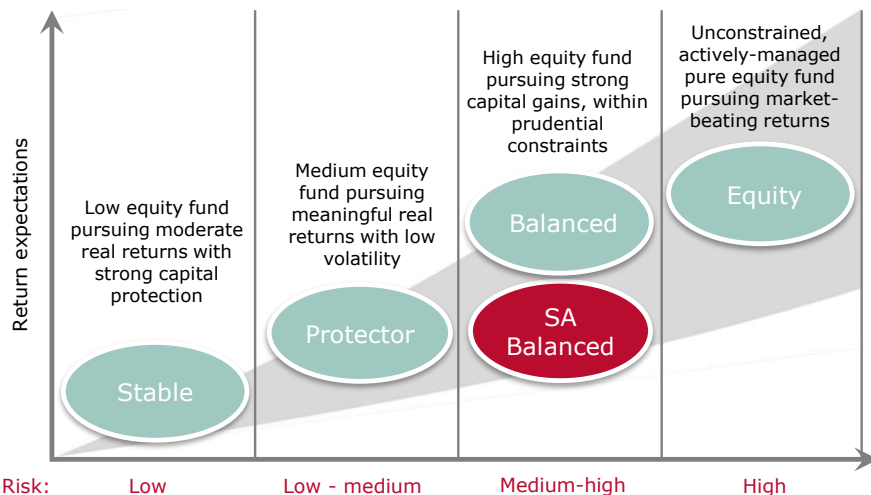 Return expectations
Low equity fund
pursuing moderate
real returns with
strong capital
protection
Stable
Medium equity
fund pursuing
meaningful real
returns with low
volatility
Protector
High equity fund
pursuing strong
capital gains, within
prudential
constraints
Balanced
SA
Balanced
Unconstrained,
actively-managed
pure equity fund
pursuing market-
beating returns
Equity
Risk:
Low
Low - medium
Medium-high
High